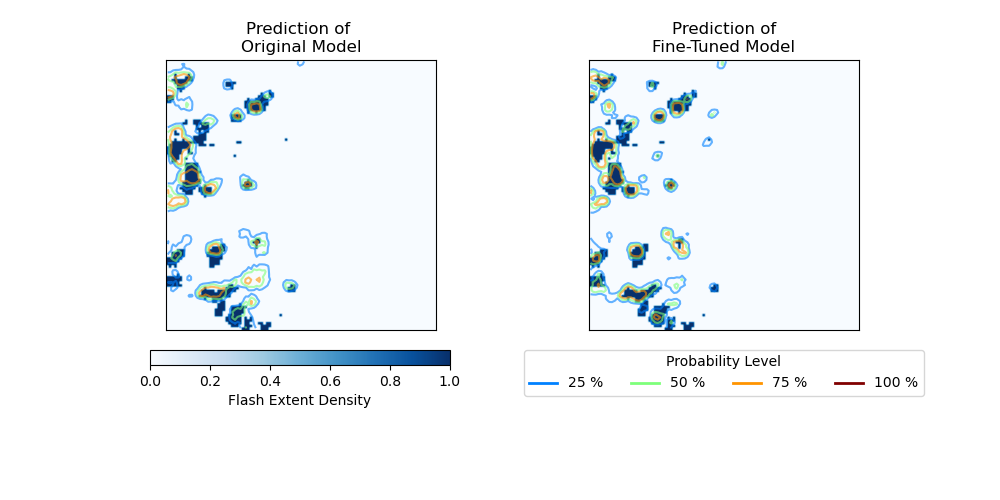 Prediction of
Original Model
Prediction of
Fine-Tuned Model
0.0 0.2 0.4 0.6 0.8 1.0
Flash Extent Density
Probability Level
25 % 50 % 75 % 100 %